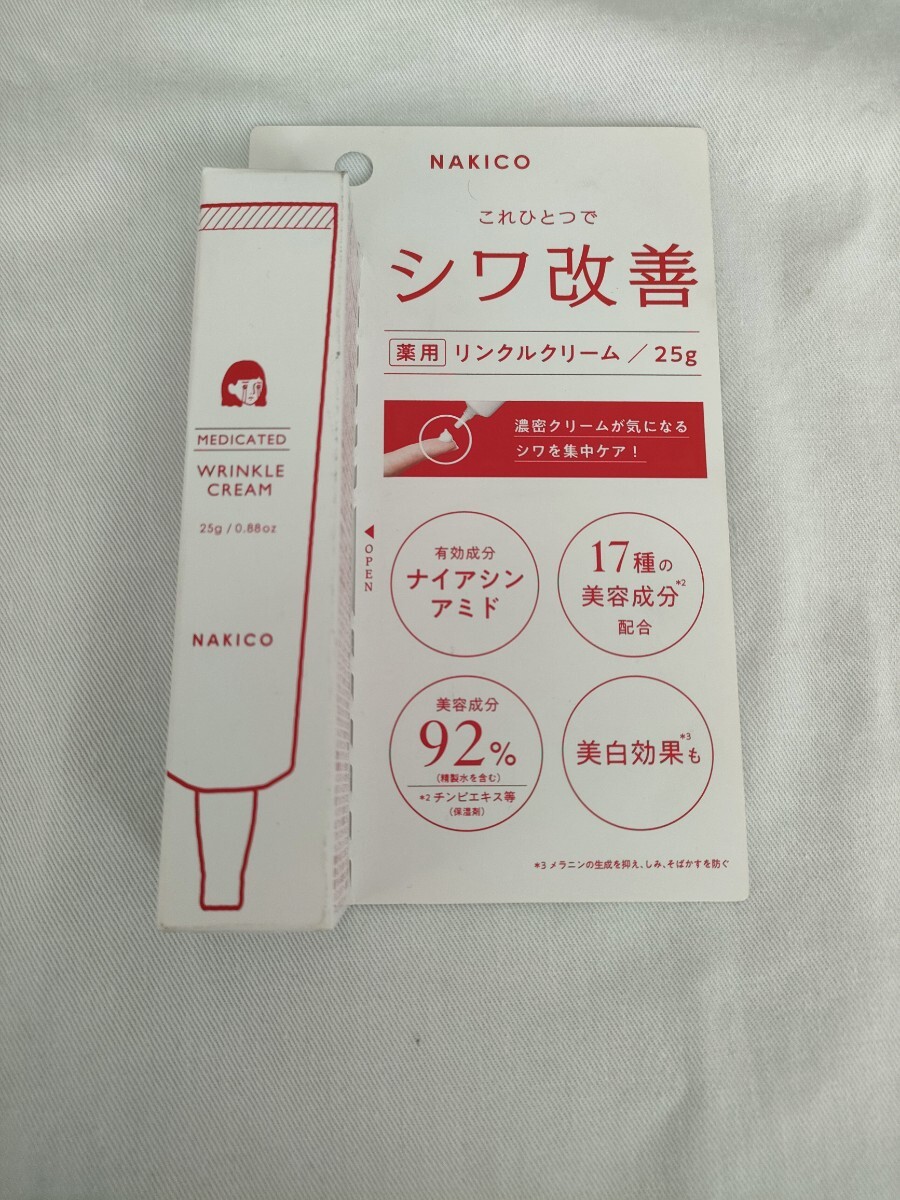 MEDICATED
WRINKLE
CREAM
25g / 0.88oz
NAKICO
NAKICO
これひとつで
シワ改善
薬用 リンクルクリーム／25g
濃密クリームが気になる
シワを集中ケア！
◀OPEN
有効成分
ナイアシン
アミド
17種の
美容成分*2
配合
美容成分
92%
(精製水を含む)
*2 チンピエキス等
(保湿剤)
美白効果*3も
*3 メラニンの生成を抑え、しみ、そばかすを防ぐ